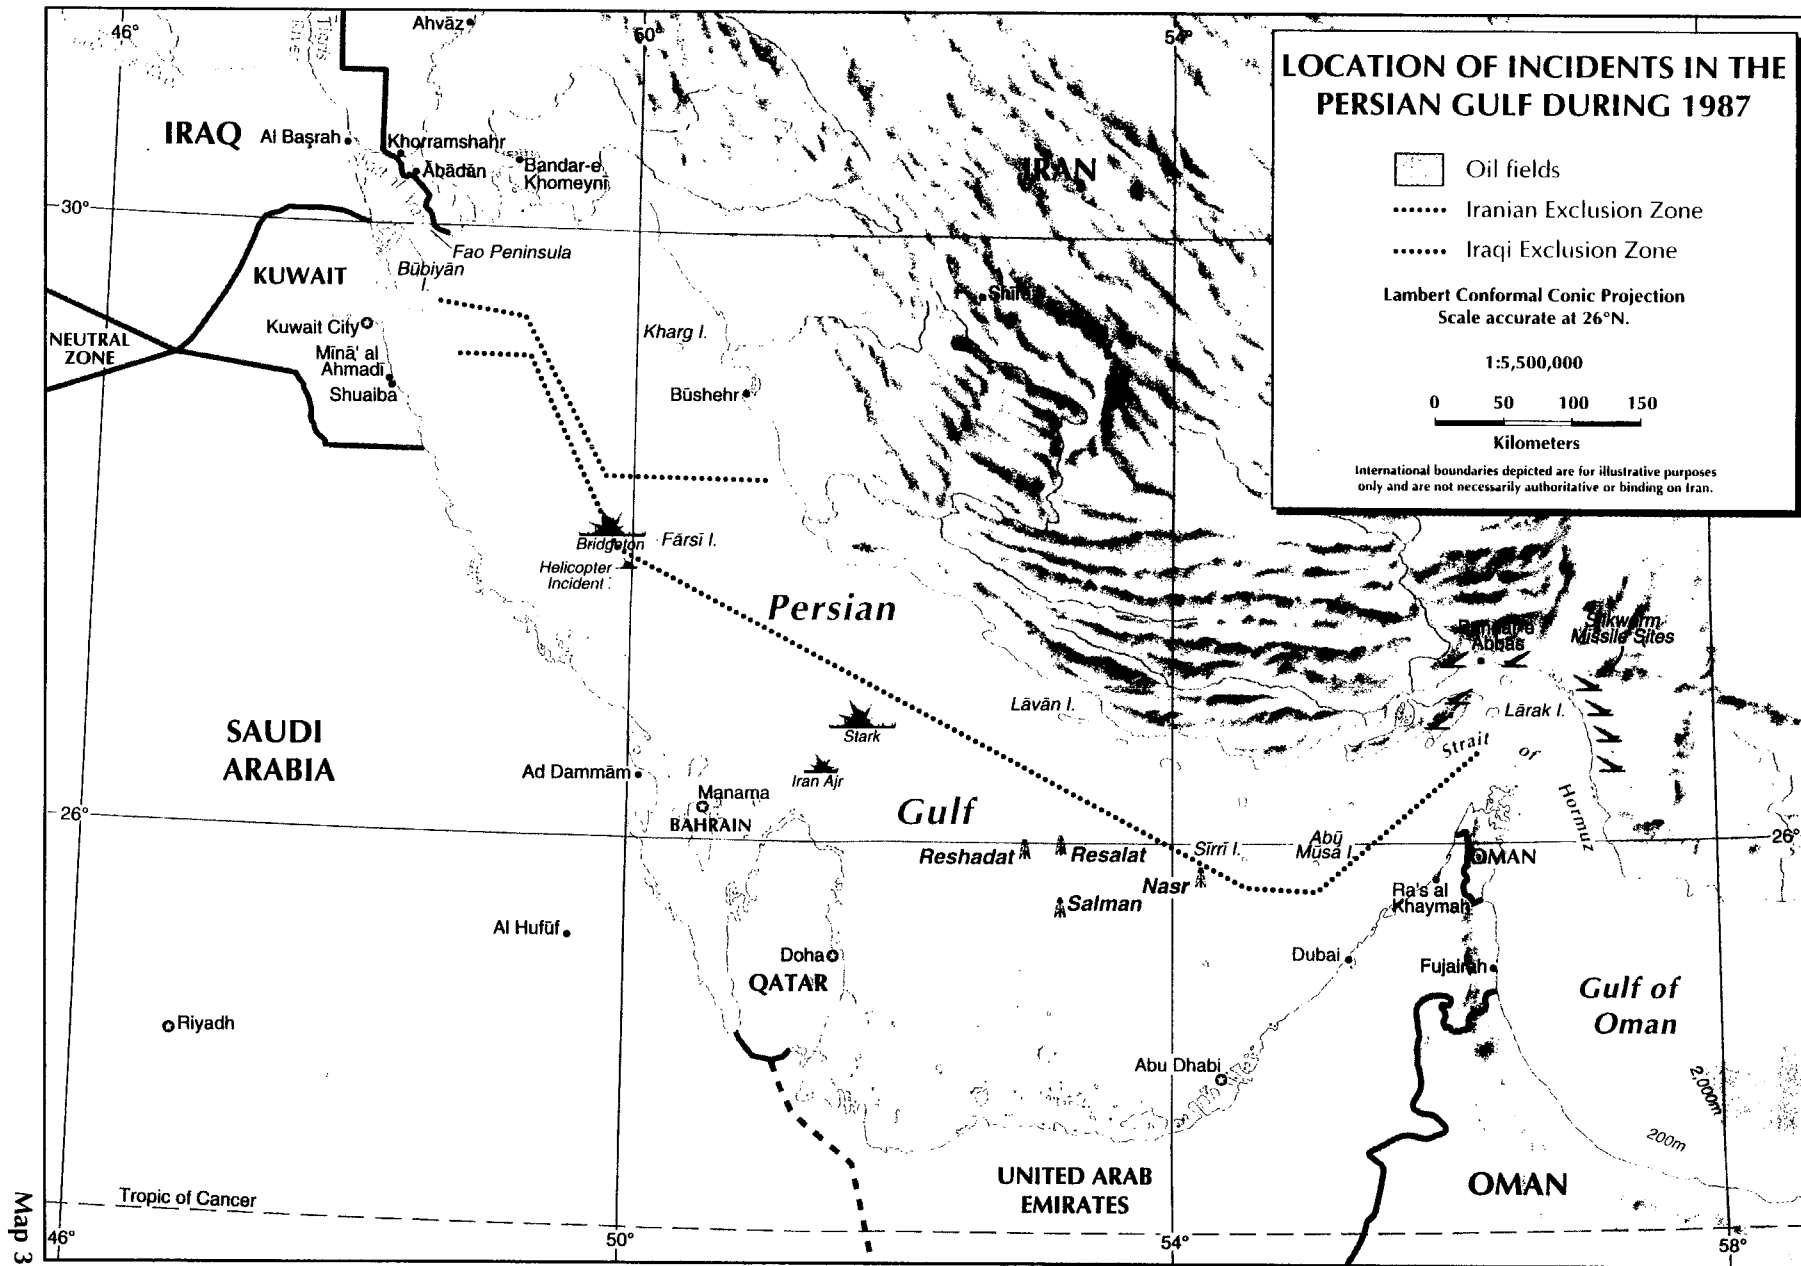 46°
50°
54°
LOCATION OF INCIDENTS IN THE
PERSIAN GULF DURING 1987
Oil fields
Iranian Exclusion Zone
Iraqi Exclusion Zone
Lambert Conformal Conic Projection
Scale accurate at 26°N.
1:5,500,000
0 50 100 150
Kilometers
International boundaries depicted are for illustrative purposes
only and are not necessarily authoritative or binding on Iran.
Ahvāz
IRAQ
Al Baṣrah
Khorramshahr
Ābādān
Bandar-e
Khomeynī
IRAN
30°
Fao Peninsula
Būbiyān
I.
KUWAIT
Kuwait City
NEUTRAL
ZONE
Mīnā' al
Ahmadī
Shuaiba
Kharg I.
Būshehr
Bridgeton
Fārsī I.
Helicopter
Incident
Persian
Gulf
Abbas
Missile Sites
Lāvān I.
Lārak I.
Strait
of
Hormuz
SAUDI
ARABIA
Stark
Iran Ajr
Ad Dammām
Manama
BAHRAIN
26°
26°
Reshadat
Resalat
Sīrrī I.
Abū
Mūsá I.
Nasr
Salman
OMAN
Ra's al
Khaymah
Al Hufūf
Doha
QATAR
Dubai
Fujairah
Gulf of
Oman
Riyadh
Abu Dhabi
2,000m
200m
UNITED ARAB
EMIRATES
OMAN
Tropic of Cancer
46°
50°
54°
58°
Map 3